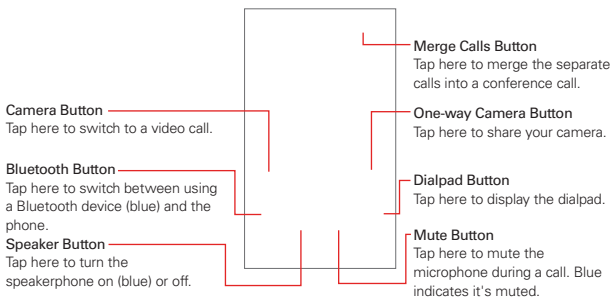 Merge Calls Button
Tap here to merge the separate
calls into a conference call.
Camera Button
Tap here to switch to a video call.
One-way Camera Button
Tap here to share your camera.
Bluetooth Button
Tap here to switch between using
a Bluetooth device (blue) and the
phone.
Dialpad Button
Tap here to display the dialpad.
Speaker Button
Tap here to turn the
speakerphone on (blue) or off.
Mute Button
Tap here to mute the
microphone during a call. Blue
indicates it's muted.